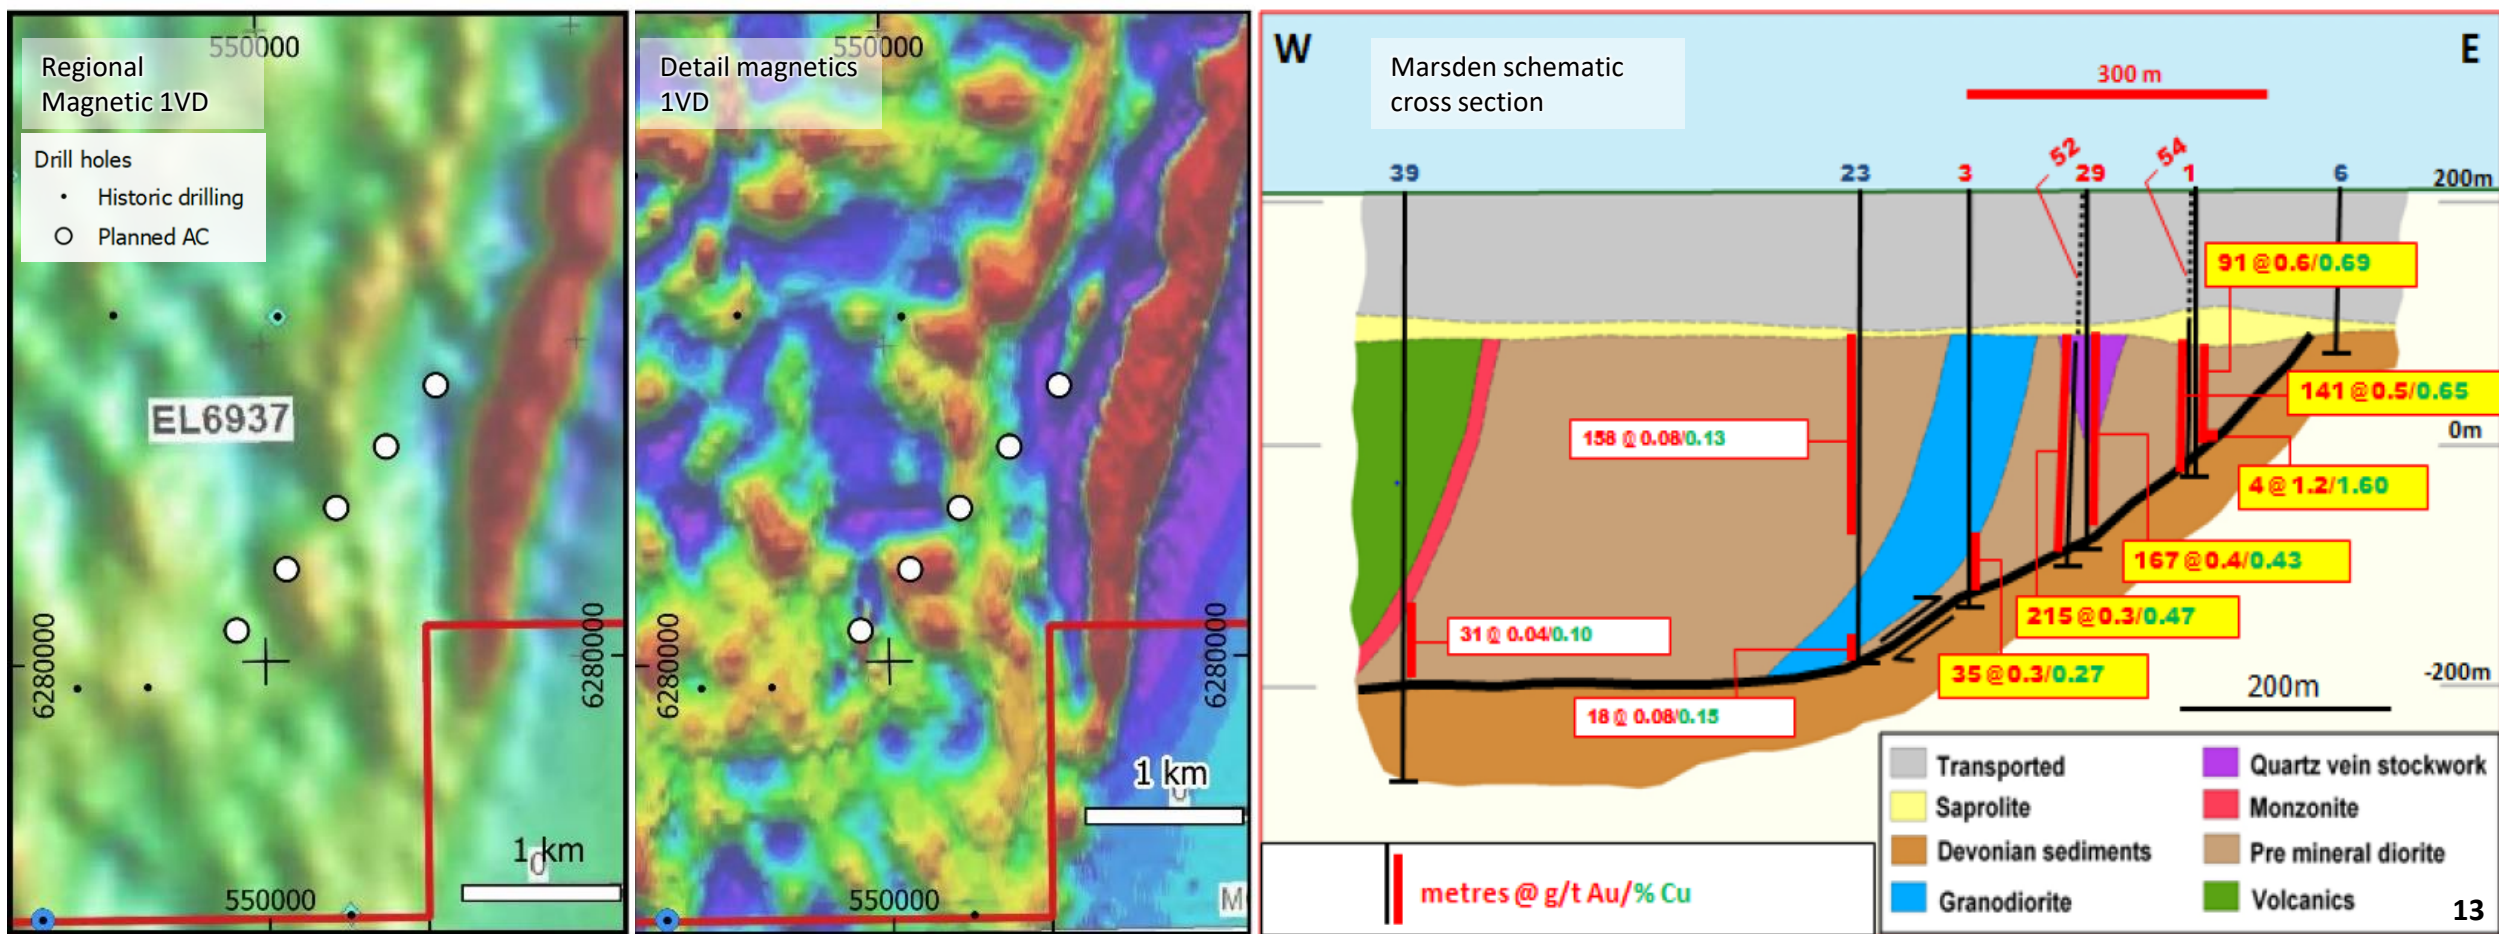 550000
Regional
Magnetic 1VD
Drill holes
Historic drilling
Planned AC
EL6937
6280000
6280000
1 km
0
550000
550000
Detail magnetics
1VD
6280000
6280000
1 km
550000
M
W
Marsden schematic
cross section
E
300 m
39
23
3
52
29
54
1
6
200m
91 @0.6/0.69
141 @0.5/0.65
0m
158 @ 0.08/0.13
4 @ 1.2/1.60
167 @0.4/0.43
215 @0.3/0.47
31 @ 0.04/0.10
35 @0.3/0.27
-200m
18 @ 0.08/0.15
200m
Transported
Quartz vein stockwork
Saprolite
Monzonite
Devonian sediments
Pre mineral diorite
Granodiorite
Volcanics
metres @ g/t Au/% Cu
13